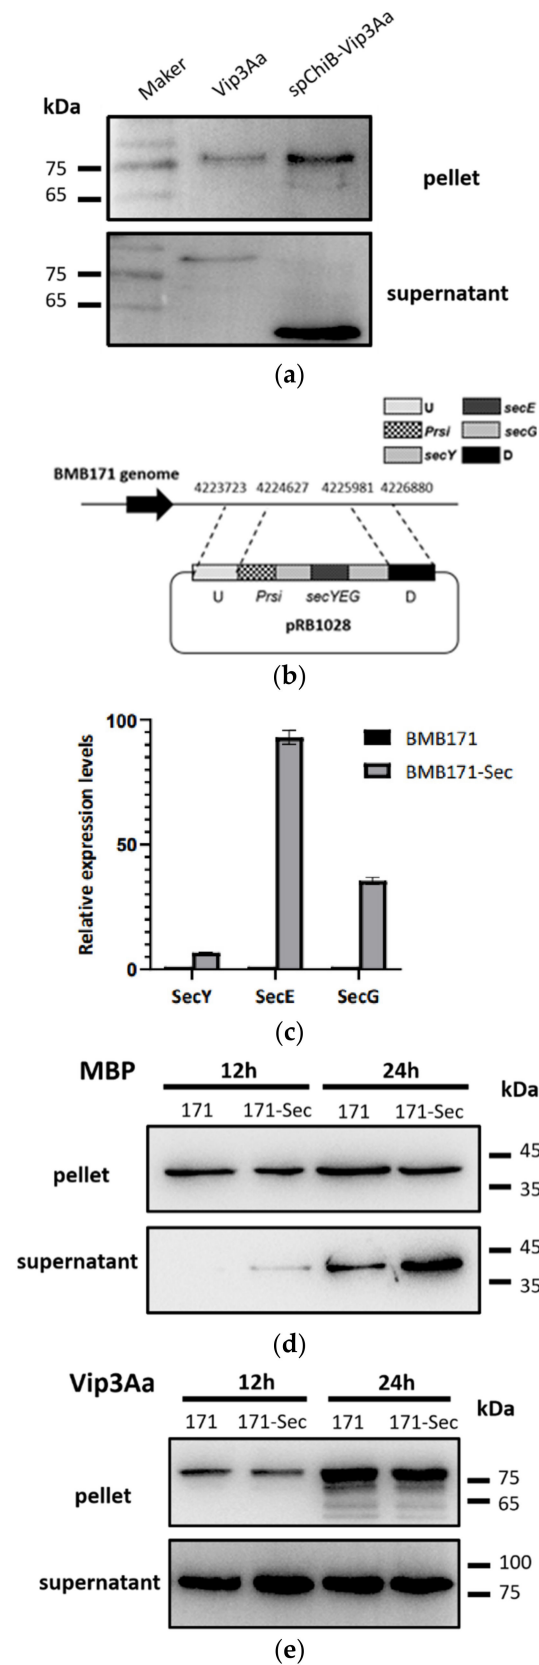 Maker Vip3Aa spChiB-Vip3Aa
kDa
75
65
pellet
75
65
supernatant
(a)
U secE
Prsi secG
secY D
BMB171 genome
4223723 4224627 4225981 4226880
U Prsi secYEG D
pRB1028
(b)
Relative expression levels
100
50
0
BMB171
BMB171-Sec
SecY SecE SecG
(c)
MBP 12h 24h
kDa
171 171-Sec 171 171-Sec
pellet
45
35
supernatant
45
35
(d)
Vip3Aa 12h 24h
kDa
171 171-Sec 171 171-Sec
pellet
75
65
supernatant
100
75
(e)